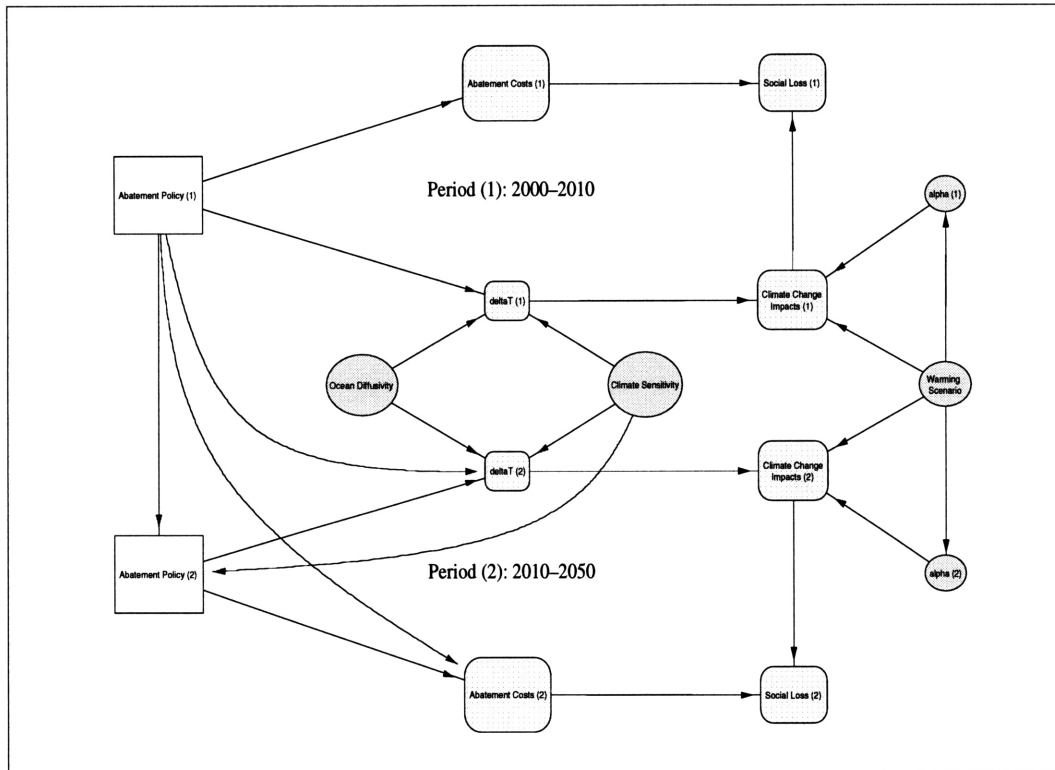 Abatement Costs (1)
Social Loss (1)
Abatement Policy (1)
Period (1): 2000–2010
alpha (1)
deltaT (1)
Climate Change
Impacts (1)
Ocean Diffusivity
Climate Sensitivity
Warming
Scenario
deltaT (2)
Climate Change
Impacts (2)
Abatement Policy (2)
Period (2): 2010–2050
alpha (2)
Abatement Costs (2)
Social Loss (2)